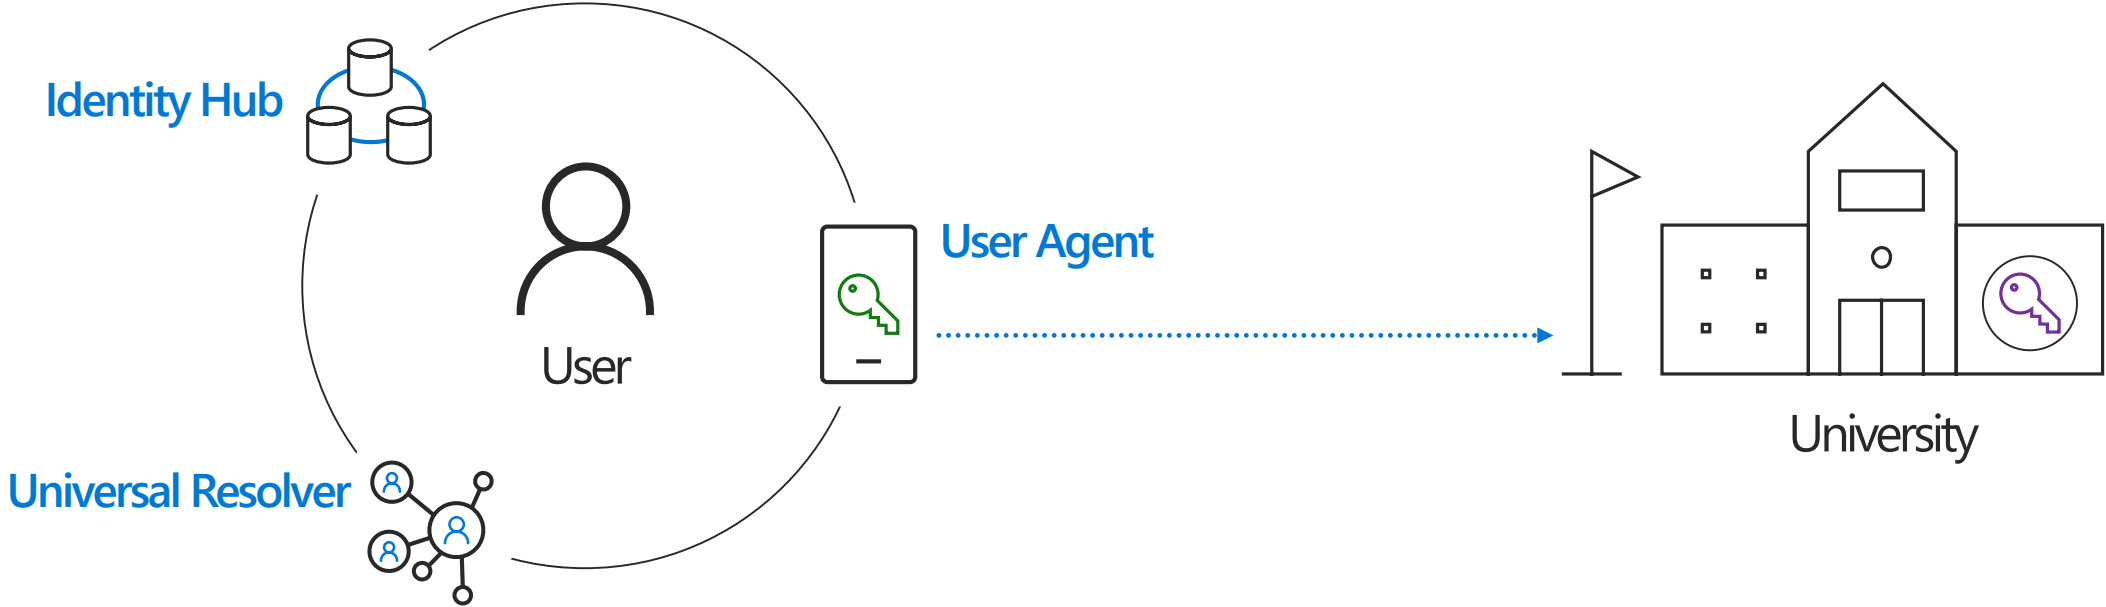 Identity Hub
User Agent
User
University
Universal Resolver